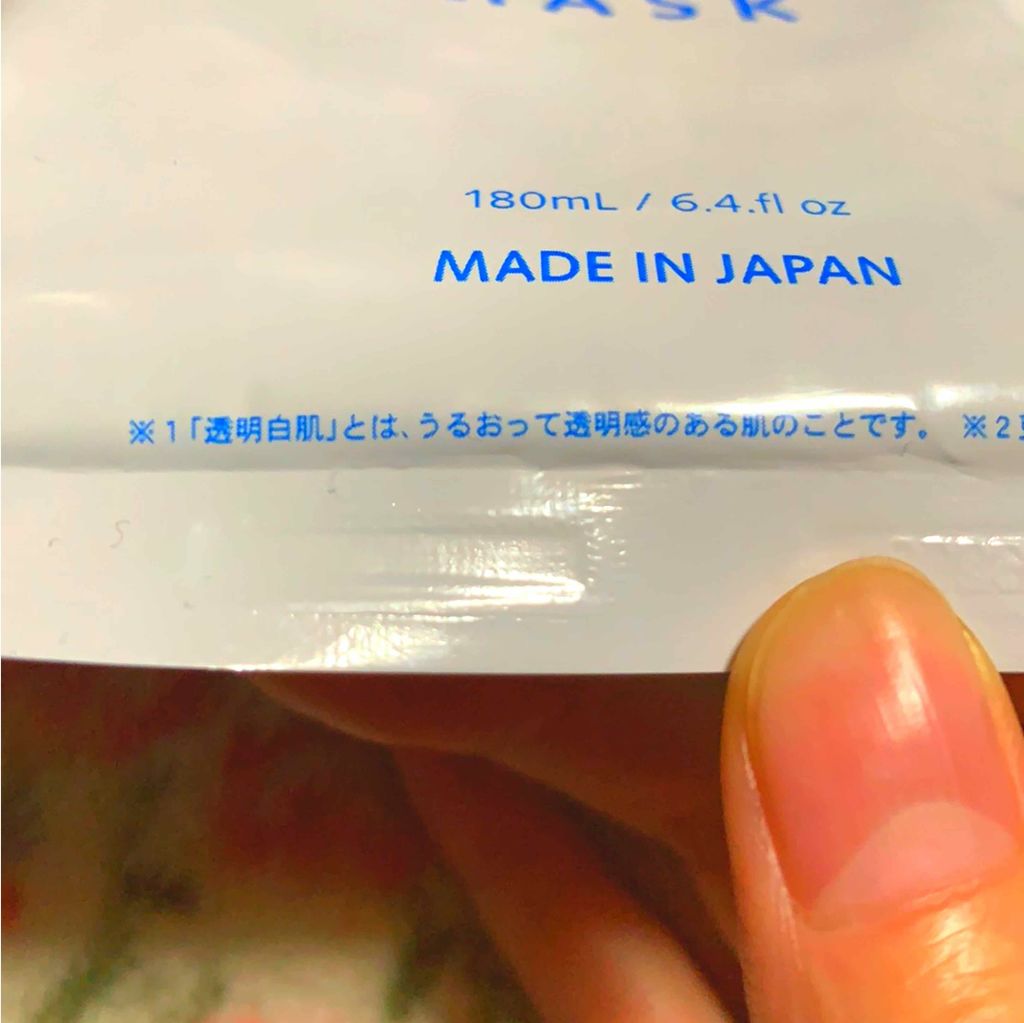 MASK
180mL / 6.4.fl oz
MADE IN JAPAN
※1「透明白肌」とは、うるおって透明感のある肌のことです。 ※2